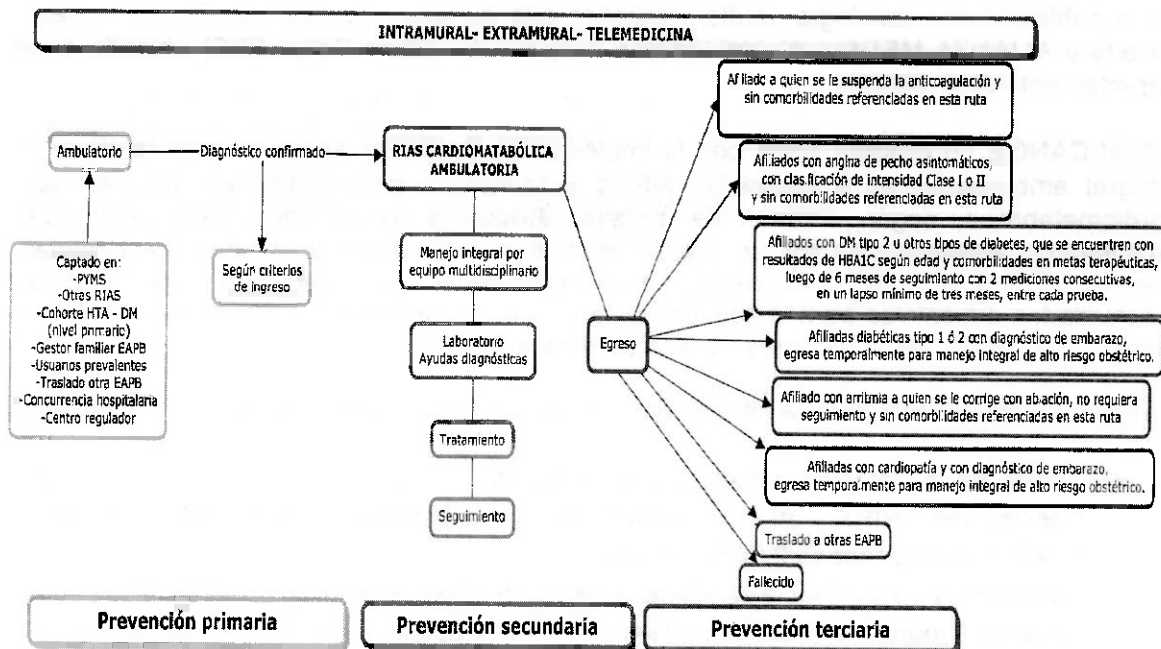 INTRAMURAL- EXTRAMURAL- TELEMEDICINA
Ambulatorio
Diagnóstico confirmado
RIAS CARDIOMATABÓLICA
AMBULATORIA
Captado en:
-PYMS
-Otras RIAS
-Cohorte HTA - DM
(nivel primario)
-Gestor familier EAPB
-Usuarios prevalentes
-Traslado otra EAPB
-Concurrencia hospitalaria
-Centro regulador
Según criterios
de ingreso
Manejo integral por
equipo multidisciplinario
Laboratorio
Ayudas diagnósticas
Tratamiento
Seguimiento
Egreso
Afiliado a quien se le suspenda la anticoagulación y
sin comorbilidades referenciadas en esta ruta
Afiliados con angina de pecho asintomáticos,
con clasificación de intensidad Clase I o II
y sin comorbilidades referenciadas en esta ruta
Afiliados con DM tipo 2 u otros tipos de diabetes, que se encuentren con
resultados de HBA1C según edad y comorbilidades en metas terapéuticas,
luego de 6 meses de seguimiento con 2 mediciones consecutivas,
en un lapso mínimo de tres meses, entre cada prueba.
Afiliadas diabéticas tipo 1 ó 2 con diagnóstico de embarazo,
egresa temporalmente para manejo integral de alto riesgo obstétrico.
Afiliado con arritmia a quien se le corrige con ablación, no requiera
seguimiento y sin comorbilidades referenciadas en esta ruta
Afiliadas con cardiopatía y con diagnóstico de embarazo,
egresa temporalmente para manejo integral de alto riesgo obstétrico.
Traslado a otras EAPB
Fallecido
Prevención primaria
Prevención secundaria
Prevención terciaria